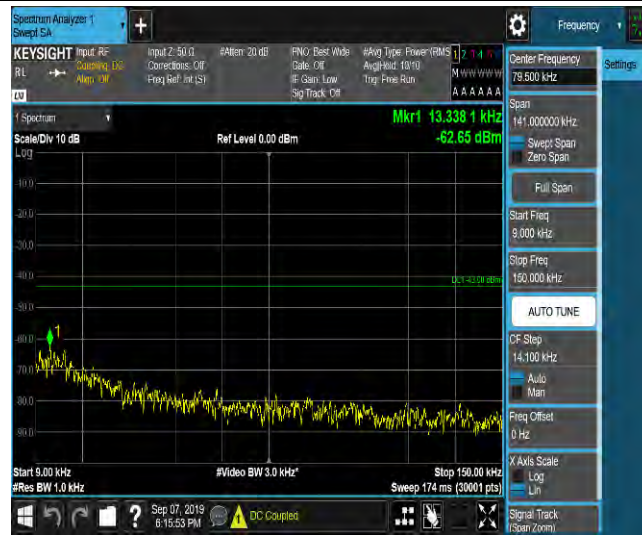 Spectrum Analyzer 1
Swept SA
Frequency
KEYSIGHT
RL
Input: RF
Coupling: DC
Align: Off
Input Z: 50 Ω
Corrections: Off
Freq Ref: Int (S)
#Atten: 20 dB
PNO: Best Wide
Gate: Off
IF Gain: Low
Sig Track: Off
#Avg Type: Power (RMS
Avg|Hold: 10/10
Trig: Free Run
M W W W W W
A A A A A A
1 Spectrum
Scale/Div 10 dB
Log
Ref Level 0.00 dBm
Mkr1 13.338 1 kHz
-62.65 dBm
-10.0
-20.0
-30.0
-40.0
DL1 -43.00 dBm
-50.0
-60.0
1
-70.0
-80.0
-90.0
Start 9.00 kHz
#Res BW 1.0 kHz
#Video BW 3.0 kHz*
Stop 150.00 kHz
Sweep 174 ms (30001 pts)
Sep 07, 2019
6:15:53 PM
DC Coupled
Center Frequency
79.500 kHz
Settings
Span
141.000000 kHz
Swept Span
Zero Span
Full Span
Start Freq
9.000 kHz
Stop Freq
150.000 kHz
AUTO TUNE
CF Step
14.100 kHz
Auto
Man
Freq Offset
0 Hz
X Axis Scale
Log
Lin
Signal Track
(Span Zoom)